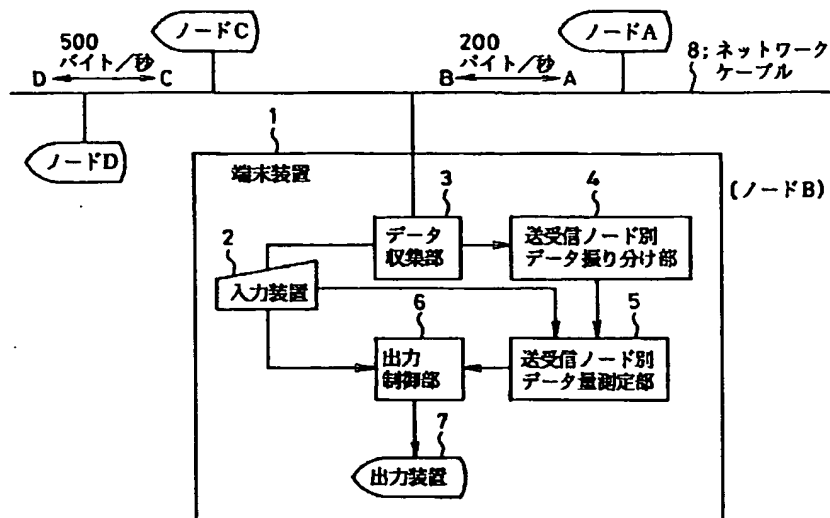 ノードC
ノードA
500
バイト/秒
D C
200
バイト/秒
B A
8;ネットワーク
ケーブル
ノードD
1
端末装置
(ノードB)
3
データ
収集部
4
送受信ノード別
データ振り分け部
2
入力装置
6
出力
制御部
5
送受信ノード別
データ量測定部
7
出力装置